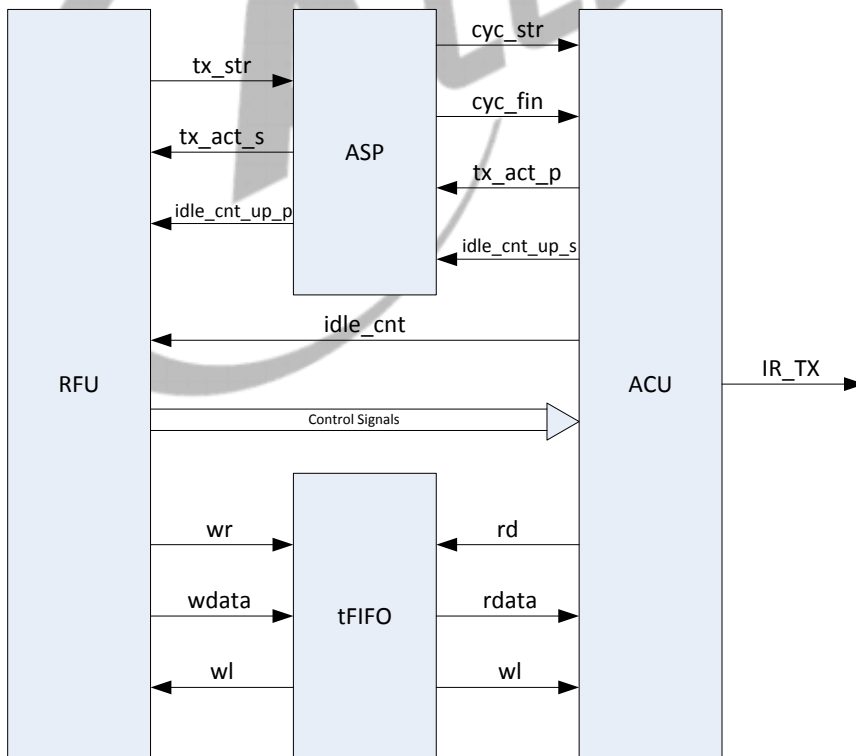 cyc_str
tx_str
cyc_fin
tx_act_s
ASP
tx_act_p
idle_cnt_up_p
idle_cnt_up_s
idle_cnt
RFU
ACU
IR_TX
Control Signals
wr
rd
wdata
tFIFO
rdata
wl
wl